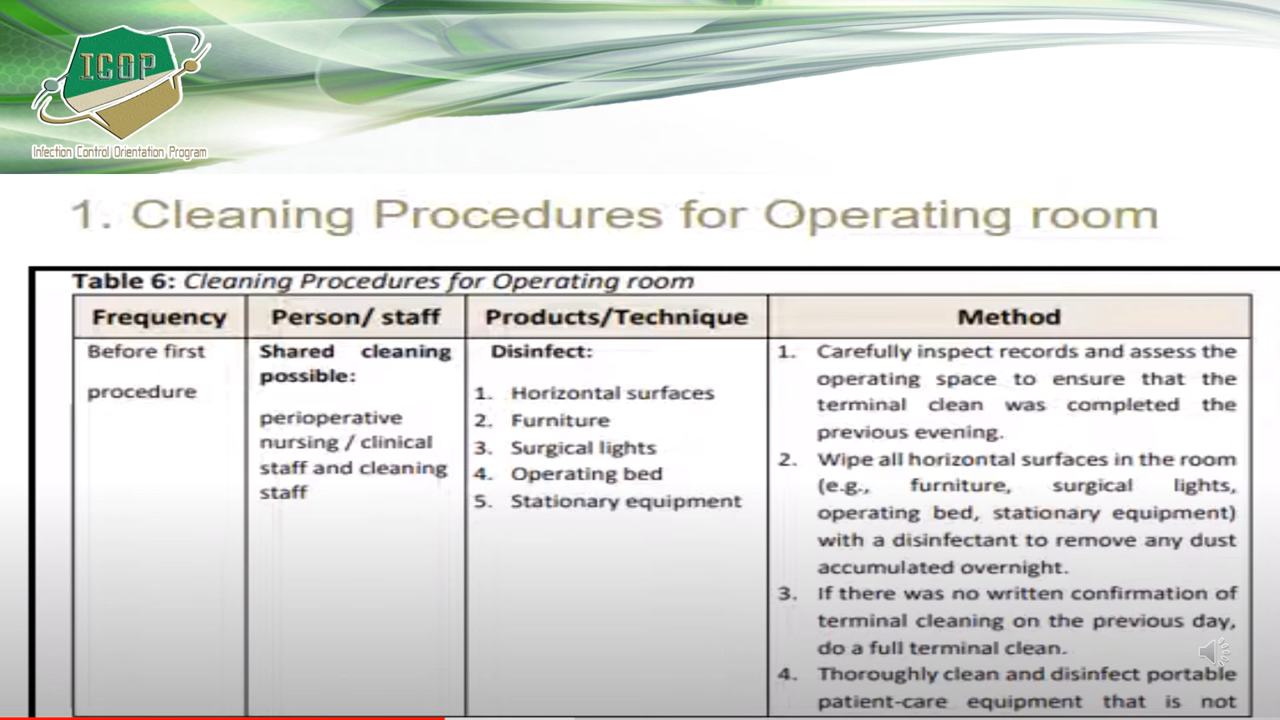 ICOP
Infection Control Orientation Program
1. Cleaning Procedures for Operating room
Table 6: Cleaning Procedures for Operating room
Frequency
Person/ staff
Products/Technique
Method
Before first
procedure
Shared cleaning
possible:
perioperative
nursing / clinical
staff and cleaning
staff
Disinfect:
1. Horizontal surfaces
2. Furniture
3. Surgical lights
4. Operating bed
5. Stationary equipment
1. Carefully inspect records and assess the
operating space to ensure that the
terminal clean was completed the
previous evening.
2. Wipe all horizontal surfaces in the room
(e.g., furniture, surgical lights,
operating bed, stationary equipment)
with a disinfectant to remove any dust
accumulated overnight.
3. If there was no written confirmation of
terminal cleaning on the previous day,
do a full terminal clean.
4. Thoroughly clean and disinfect portable
patient-care equipment that is not